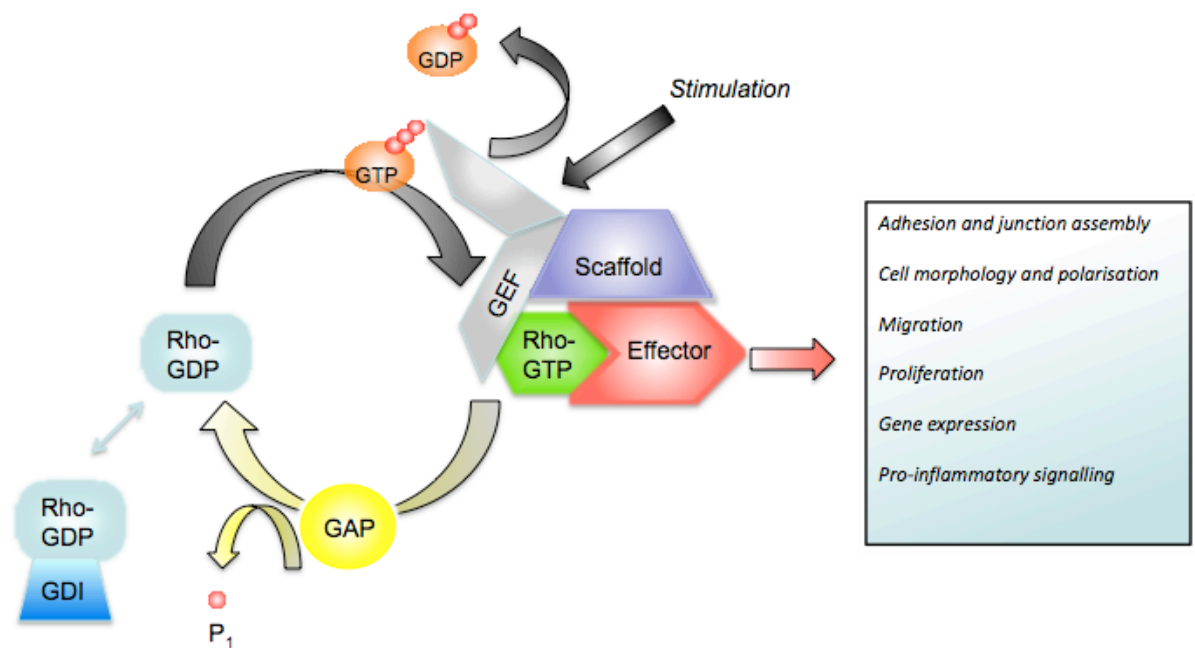 GDP
Stimulation
GTP
Scaffold
GEF
Rho-
GTP
Effector
Rho-
GDP
Rho-
GDP
GDI
GAP
P₁
Adhesion and junction assembly
Cell morphology and polarisation
Migration
Proliferation
Gene expression
Pro-inflammatory signalling